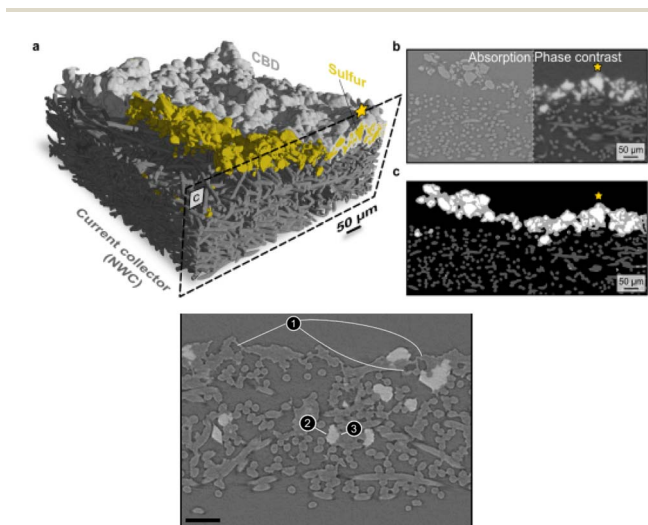 a
CBD
Sulfur
C
Current collector
(NWC)
50 µm
b
Absorption Phase contrast
50 µm
c
50 µm
1
2
3